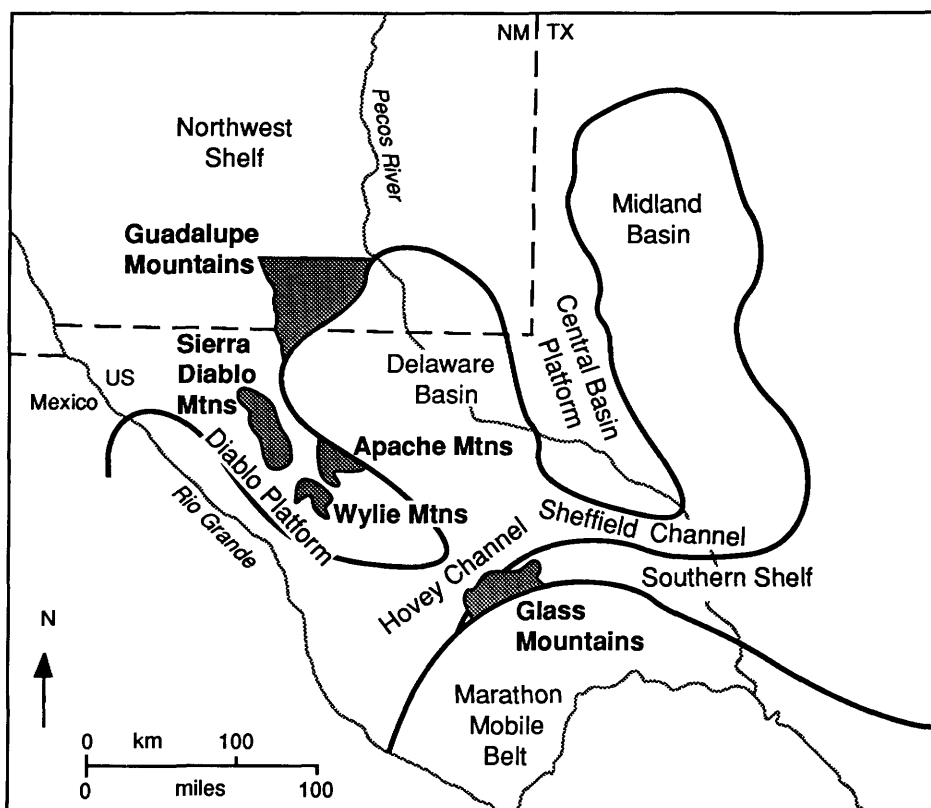 NM TX
Pecos River
Northwest
Shelf
Midland
Basin
Guadalupe
Mountains
Central Basin
Platform
Sierra
Diablo
Mtns
US
Mexico
Delaware
Basin
Apache Mtns
Diablo Platform
Wylie Mtns
Rio Grande
Sheffield Channel
Hovey Channel
Southern Shelf
Glass
Mountains
N
Marathon
Mobile
Belt
0 km 100
0 miles 100